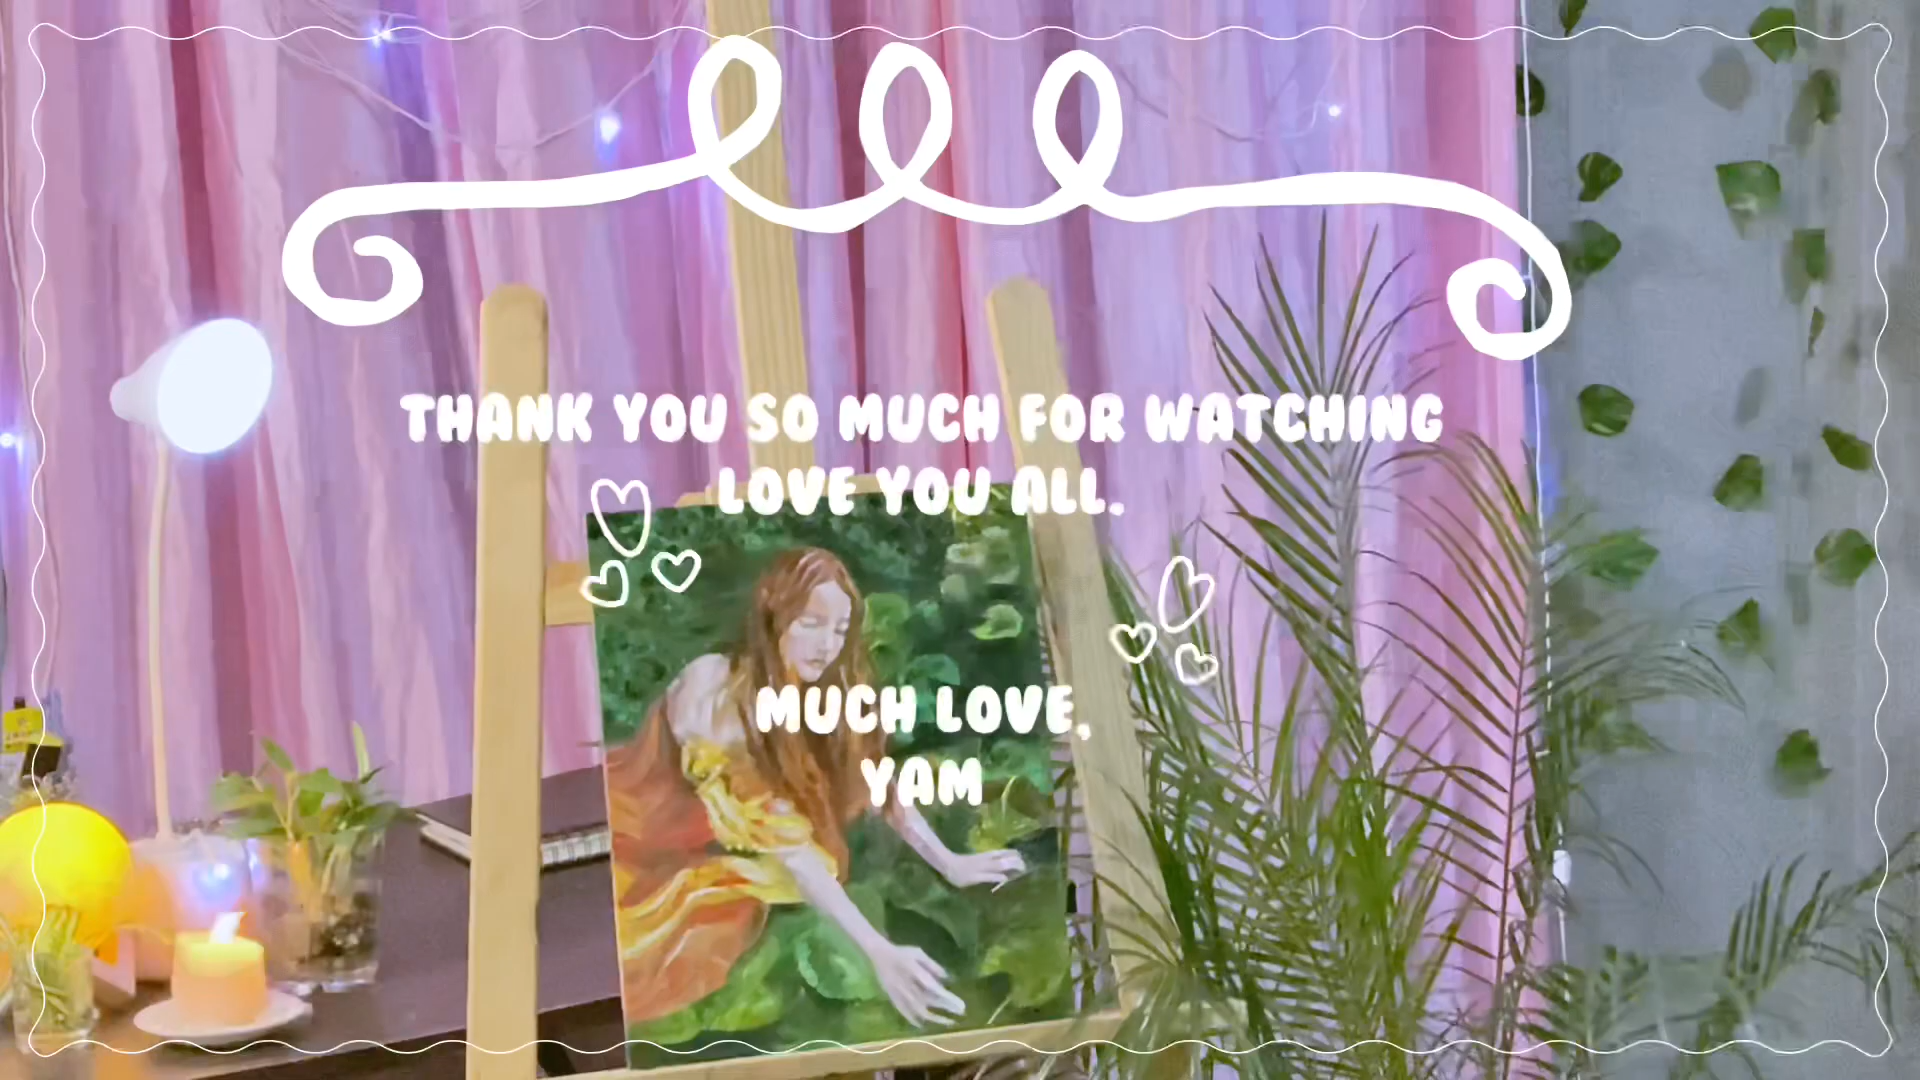 THANK YOU SO MUCH FOR WATCHING
LOVE YOU ALL.
MUCH LOVE,
YAM